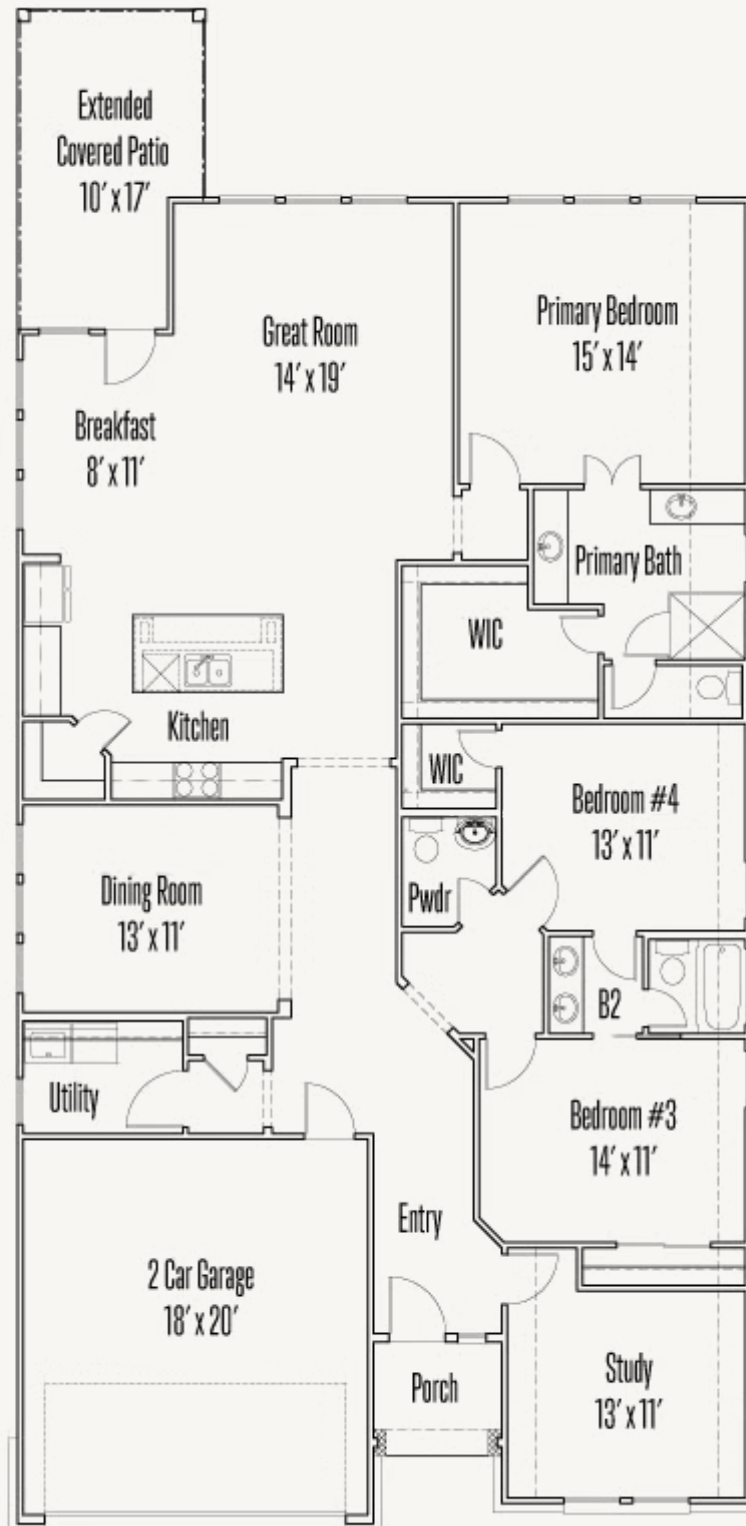 Extended
Covered Patio
10′ x 17′
Great Room
14′ x 19′
Primary Bedroom
15′ x 14′
Breakfast
8′ x 11′
Primary Bath
WIC
Kitchen
WIC
Bedroom #4
13′ x 11′
Dining Room
13′ x 11′
Pwdr
B2
Utility
Bedroom #3
14′ x 11′
Entry
2 Car Garage
18′ x 20′
Porch
Study
13′ x 11′